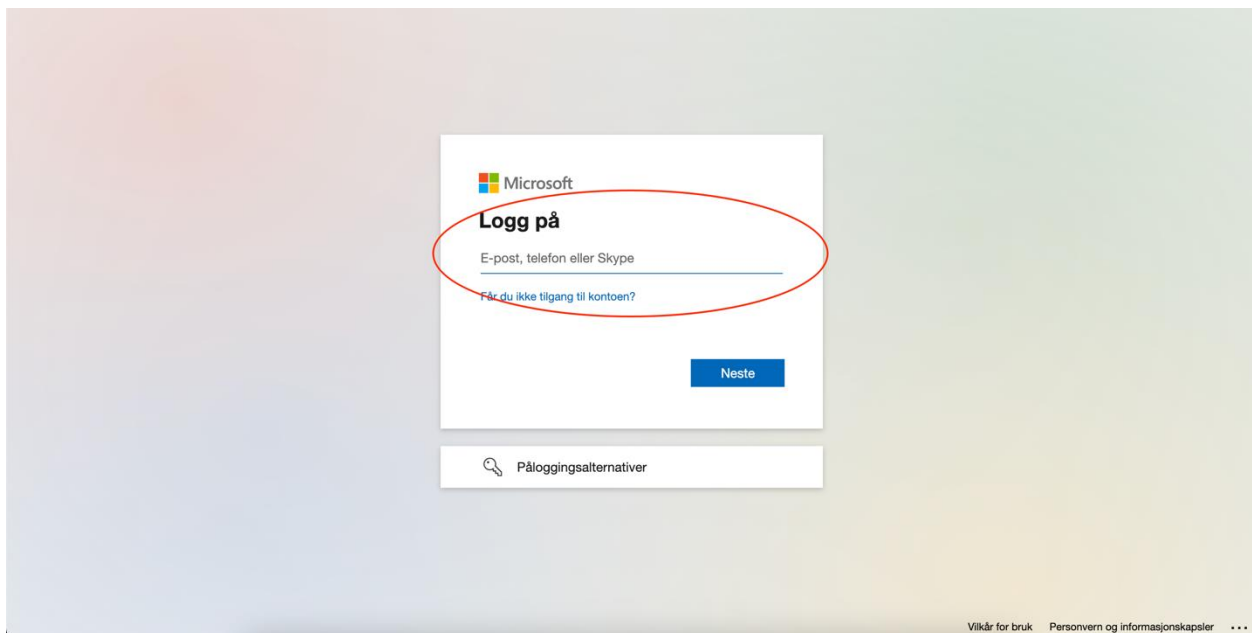 Microsoft
Logg på
E-post, telefon eller Skype
Får du ikke tilgang til kontoen?
Neste
Påloggingsalternativer
Vilkår for bruk Personvern og informasjonskapsler ...